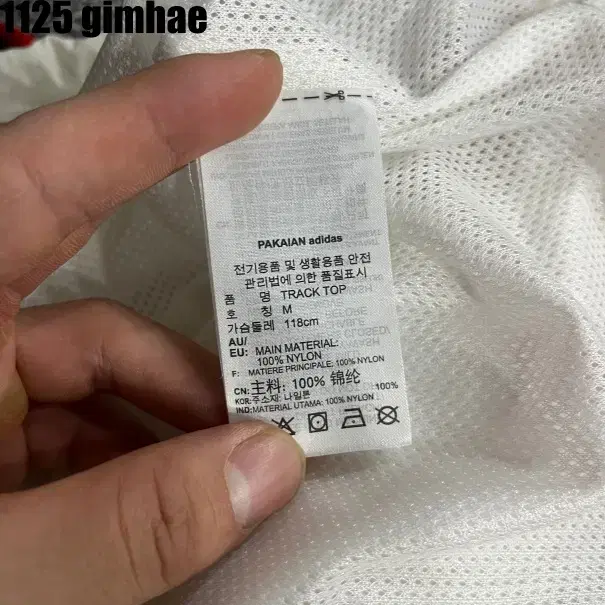 1125 gimhae
PAKAIAN adidas
전기용품 및 생활용품 안전
관리법에 의한 품질표시
품 명 TRACK TOP
호 칭 M
가슴둘레 118cm
AU/
EU: MAIN MATERIAL:
100% NYLON
F: MATIERE PRINCIPALE: 100% NYLON
CN: 主料: 100% 锦纶
KOR: 주소재: 나일론 100%
IND: MATERIAL UTAMA: 100% NYLON